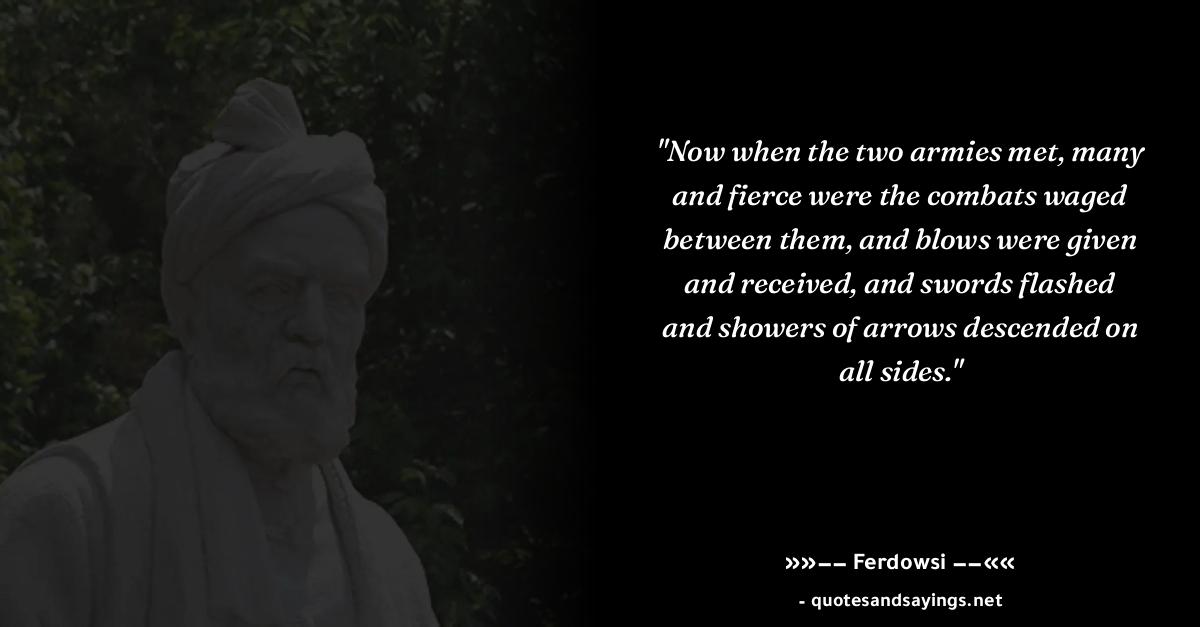 "Now when the two armies met, many
and fierce were the combats waged
between them, and blows were given
and received, and swords flashed
and showers of arrows descended on
all sides."
»»–– Ferdowsi ––««
- quotesandsayings.net